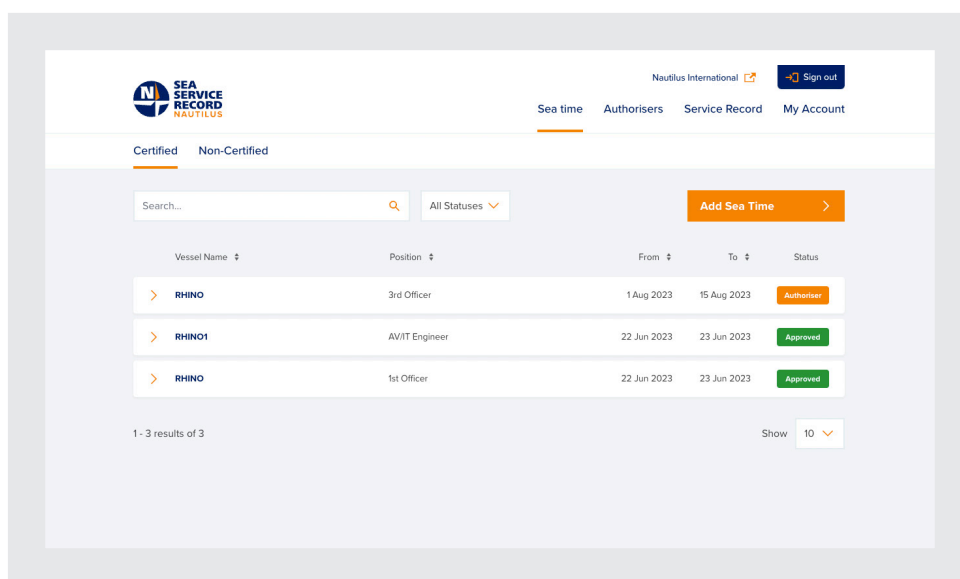 Nautilus International
Sign out
SEA
SERVICE
RECORD
NAUTILUS
Sea time Authorisers Service Record My Account
Certified Non-Certified
Search... All Statuses Add Sea Time
Vessel Name Position From To Status
RHINO 3rd Officer 1 Aug 2023 15 Aug 2023 Authoriser
RHINO1 AV/IT Engineer 22 Jun 2023 23 Jun 2023 Approved
RHINO 1st Officer 22 Jun 2023 23 Jun 2023 Approved
1 - 3 results of 3 Show 10